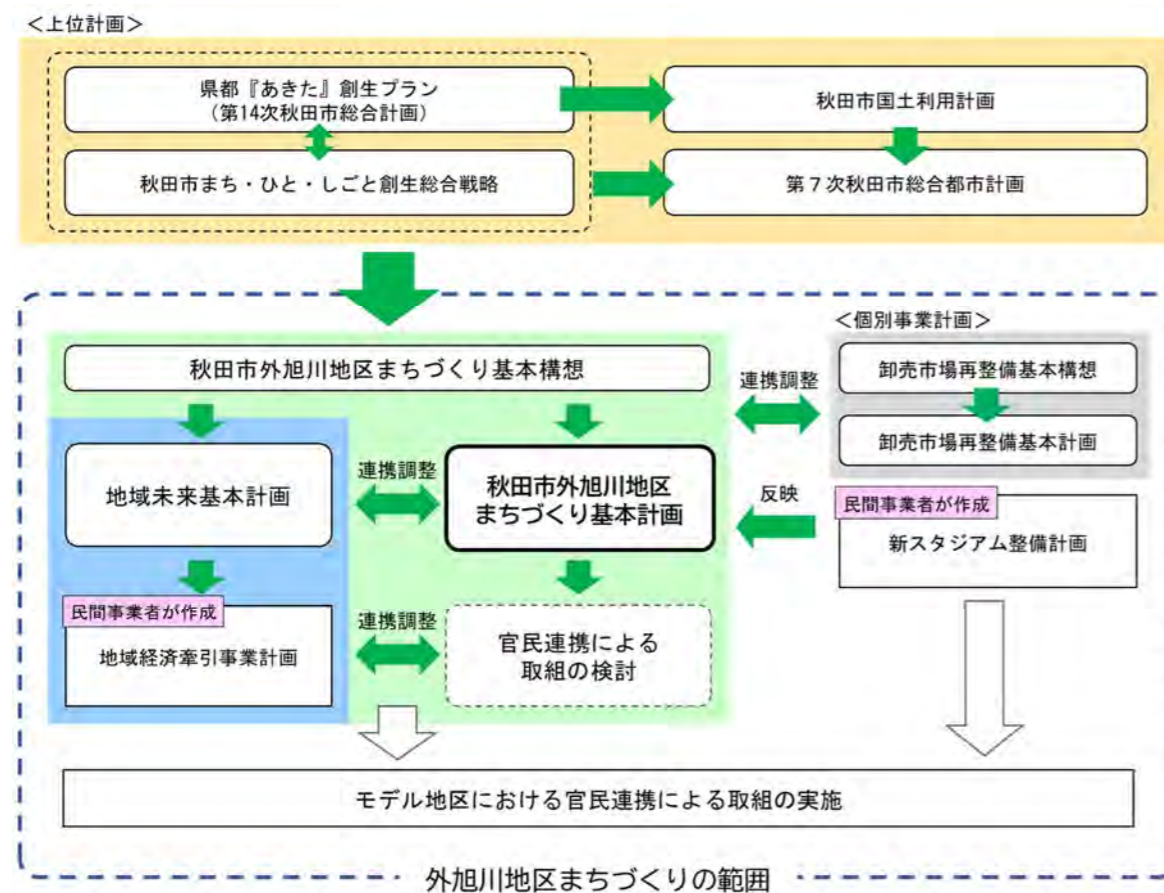 ＜上位計画＞
県都『あきた』創生プラン
（第14次秋田市総合計画）
秋田市国土利用計画
秋田市まち・ひと・しごと創生総合戦略
第７次秋田市総合都市計画
＜個別事業計画＞
秋田市外旭川地区まちづくり基本構想
連携調整
卸売市場再整備基本構想
卸売市場再整備基本計画
地域未来基本計画
連携調整
秋田市外旭川地区
まちづくり基本計画
反映
民間事業者が作成
新スタジアム整備計画
民間事業者が作成
地域経済牽引事業計画
連携調整
官民連携による
取組の検討
モデル地区における官民連携による取組の実施
外旭川地区まちづくりの範囲